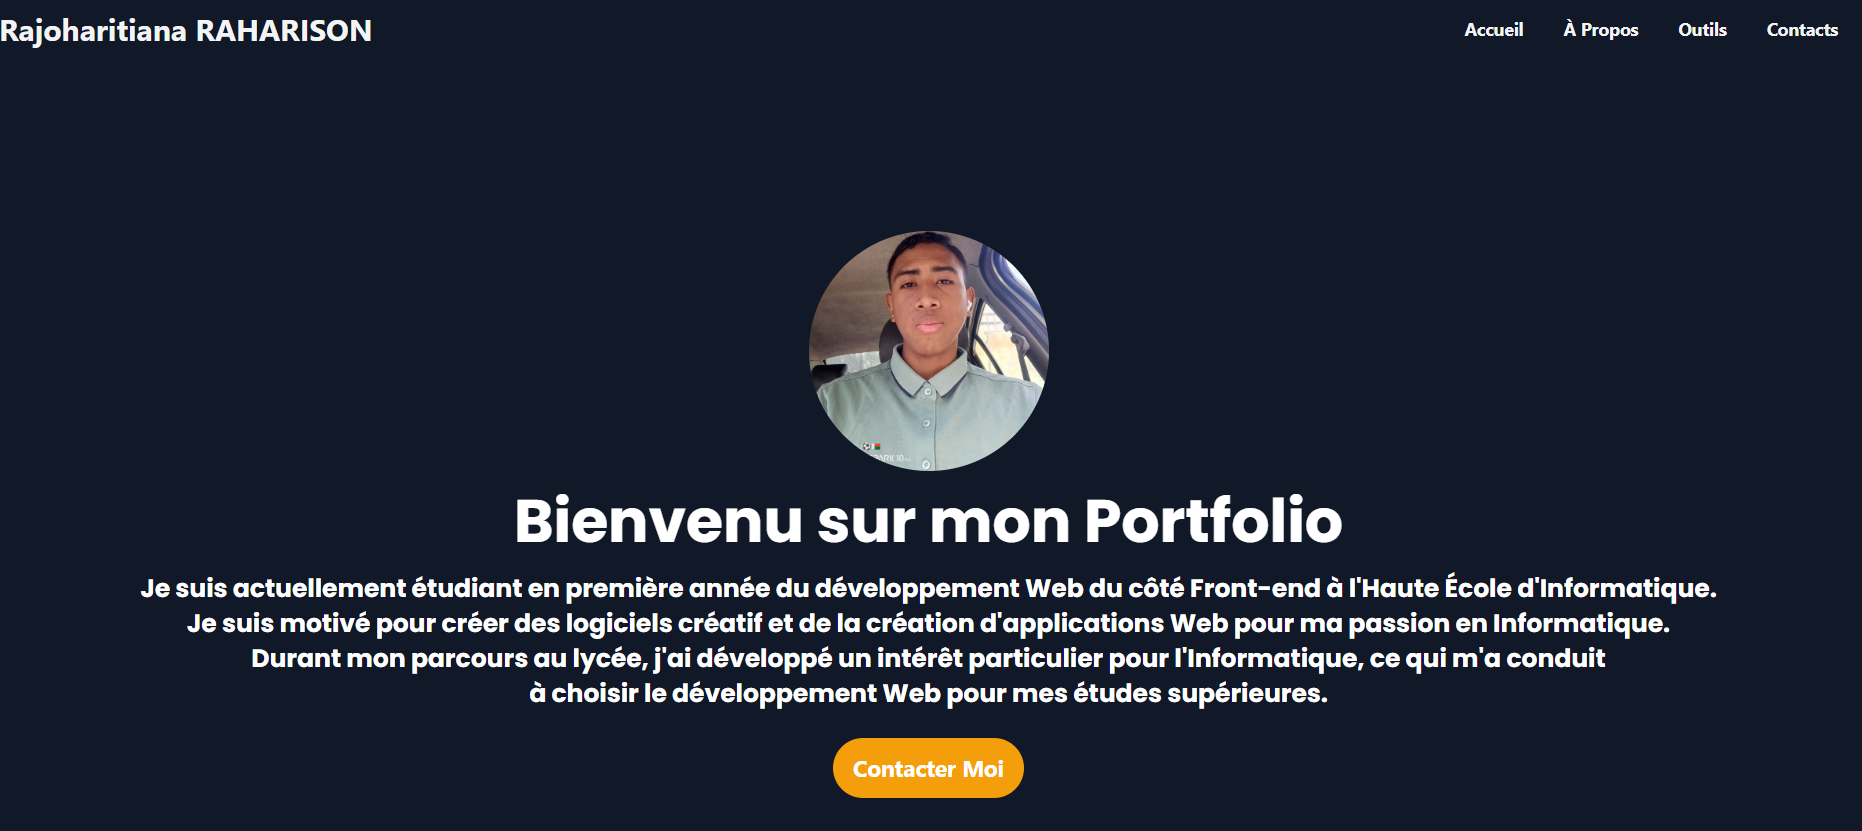 Rajoharitiana RAHARISON
Accueil À Propos Outils Contacts
Bienvenu sur mon Portfolio
Je suis actuellement étudiant en première année du développement Web du côté Front-end à l'Haute École d'Informatique.
Je suis motivé pour créer des logiciels créatif et de la création d'applications Web pour ma passion en Informatique.
Durant mon parcours au lycée, j'ai développé un intérêt particulier pour l'Informatique, ce qui m'a conduit
à choisir le développement Web pour mes études supérieures.
Contacter Moi